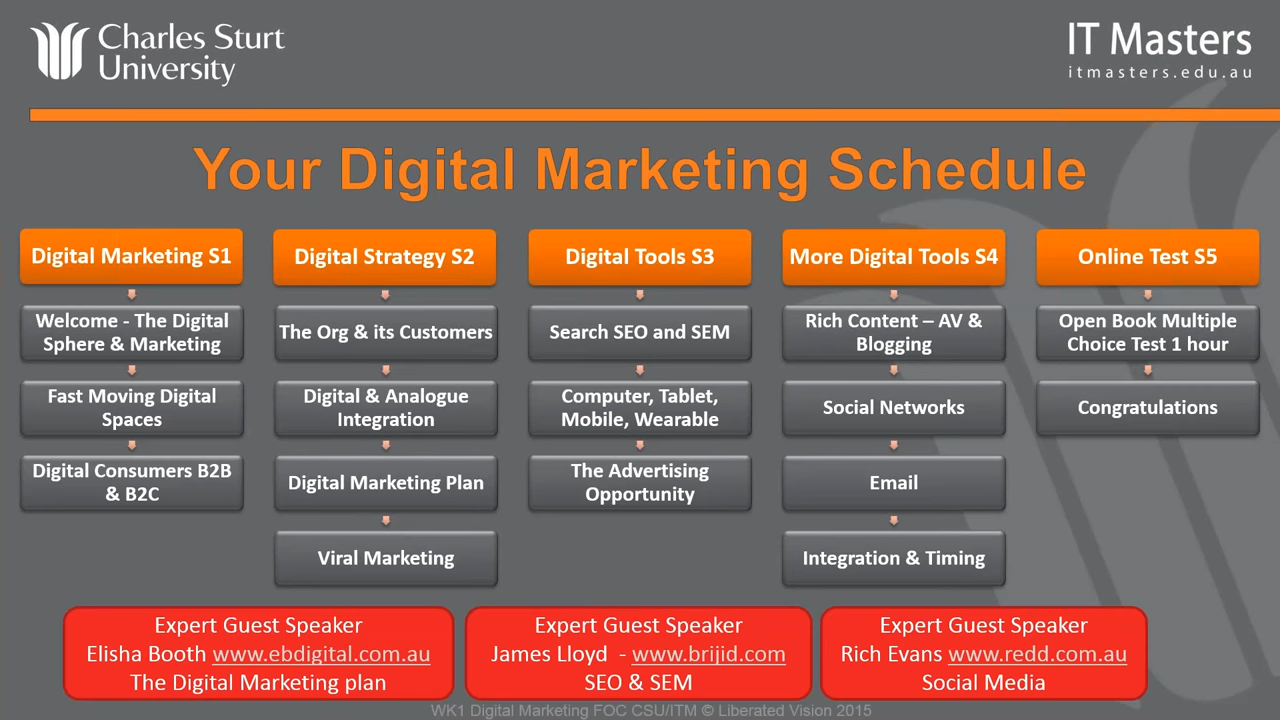 Charles Sturt
University
IT Masters
itmasters.edu.au
Your Digital Marketing Schedule
Digital Marketing S1
Welcome - The Digital
Sphere & Marketing
Fast Moving Digital
Spaces
Digital Consumers B2B
& B2C
Digital Strategy S2
The Org & its Customers
Digital & Analogue
Integration
Digital Marketing Plan
Viral Marketing
Digital Tools S3
Search SEO and SEM
Computer, Tablet,
Mobile, Wearable
The Advertising
Opportunity
More Digital Tools S4
Rich Content – AV &
Blogging
Social Networks
Email
Integration & Timing
Online Test S5
Open Book Multiple
Choice Test 1 hour
Congratulations
Expert Guest Speaker
Elisha Booth www.ebdigital.com.au
The Digital Marketing plan
Expert Guest Speaker
James Lloyd - www.brijid.com
SEO & SEM
Expert Guest Speaker
Rich Evans www.redd.com.au
Social Media
WK1 Digital Marketing FOC CSU/ITM © Liberated Vision 2015